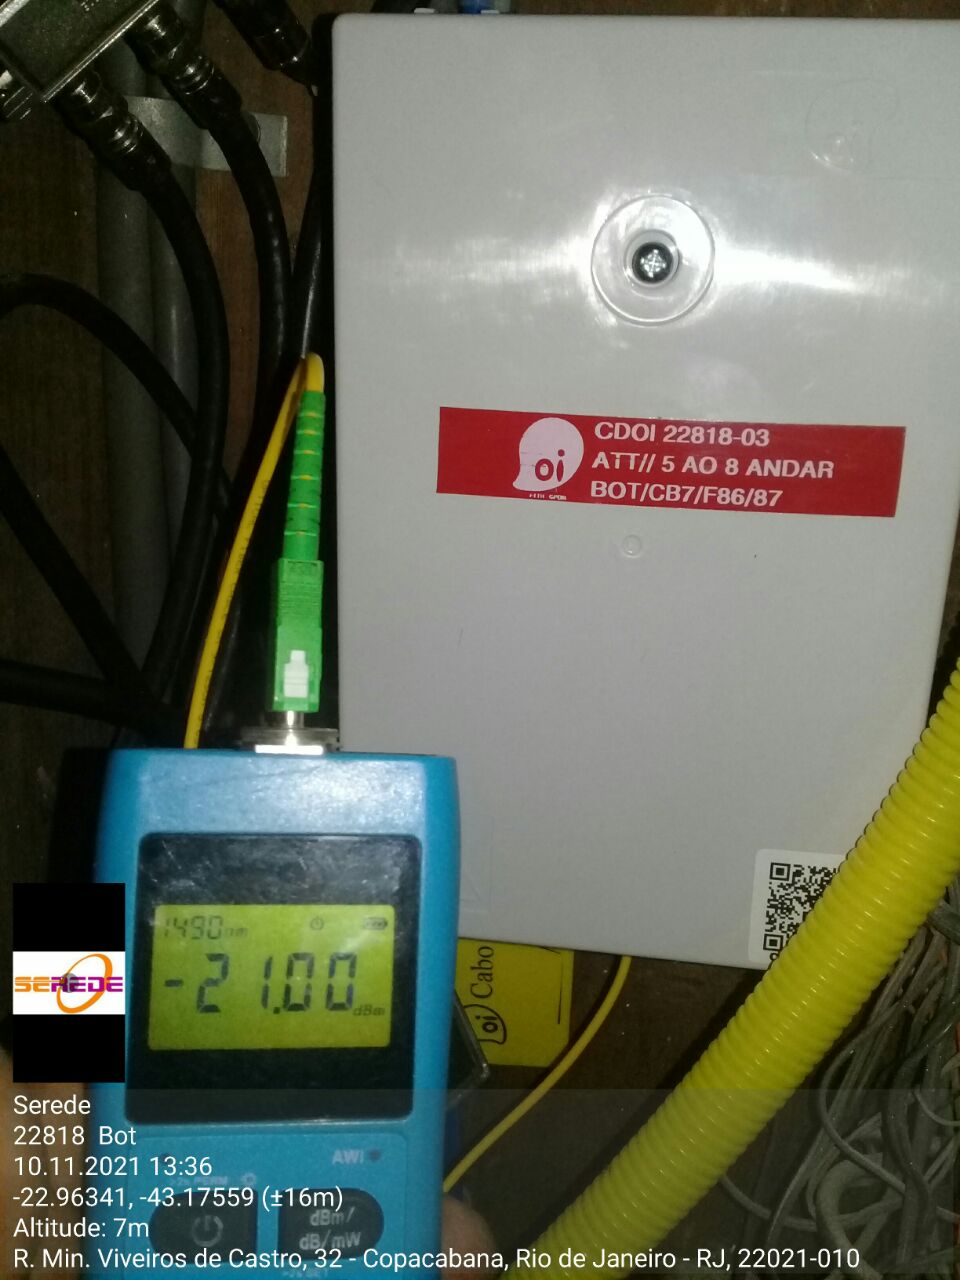 CDOI 22818-03
ATT// 5 AO 8 ANDAR
BOT/CB7/F86/87
oi
FTTH GPON
1490nm
-21.00
dBm
oi Cabo
SEREDE
AWI
dBm/
dB/mW
Serede
22818 Bot
10.11.2021 13:36
-22.96341, -43.17559 (±16m)
Altitude: 7m
R. Min. Viveiros de Castro, 32 - Copacabana, Rio de Janeiro - RJ, 22021-010